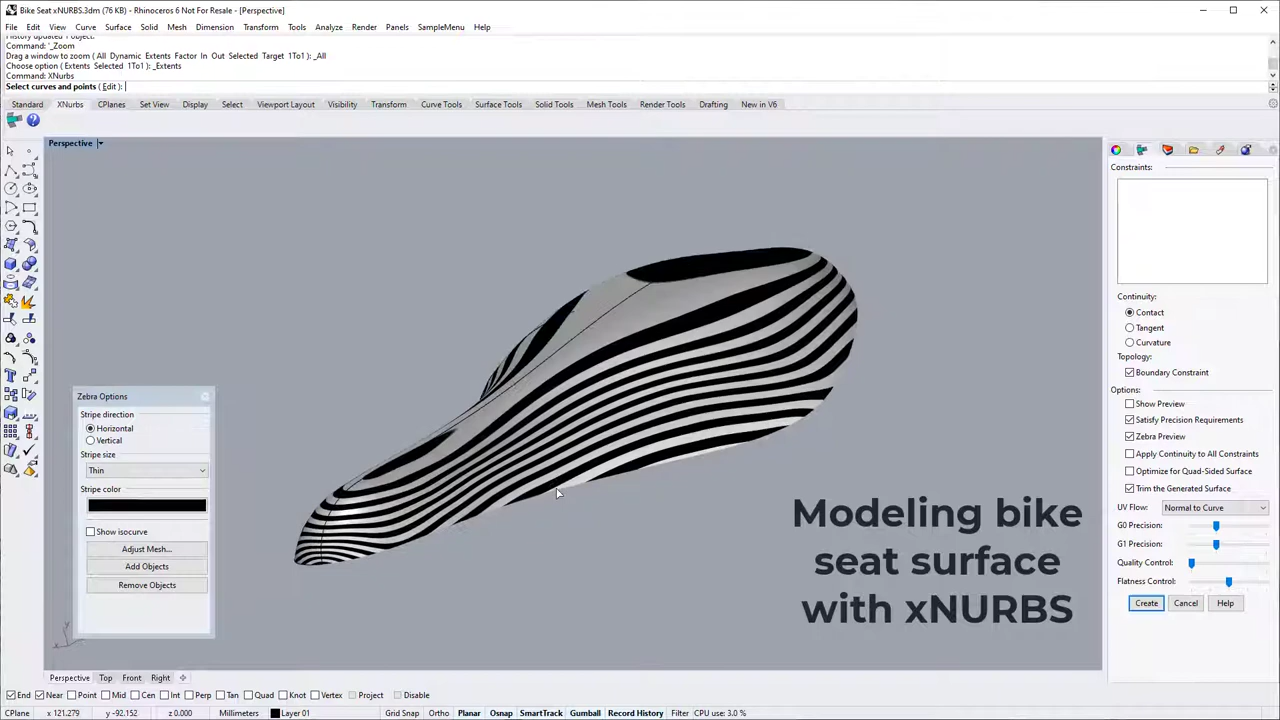 Bike Seat xNURBS.3dm (76 KB) - Rhinoceros 6 Not For Resale - [Perspective]
File Edit View Curve Surface Solid Mesh Dimension Transform Tools Analyze Render Panels SampleMenu Help
History updated 1 object.
Command: '_Zoom
Drag a window to zoom ( All Dynamic Extents Factor In Out Selected Target 1To1 ): _All
Choose option ( Extents Selected 1To1 ): _Extents
Command: XNurbs
Select curves and points ( Edit ):
Standard XNurbs CPlanes Set View Display Select Viewport Layout Visibility Transform Curve Tools Surface Tools Solid Tools Mesh Tools Render Tools Drafting New in V6
Perspective
Constraints:
Continuity:
Contact
Tangent
Curvature
Topology:
Boundary Constraint
Options:
Show Preview
Satisfy Precision Requirements
Zebra Preview
Apply Continuity to All Constraints
Optimize for Quad-Sided Surface
Trim the Generated Surface
UV Flow: Normal to Curve
G0 Precision:
G1 Precision:
Quality Control:
Flatness Control:
Create Cancel Help
Zebra Options
Stripe direction
Horizontal
Vertical
Stripe size
Thin
Stripe color
Show isocurve
Adjust Mesh...
Add Objects
Remove Objects
Modeling bike
seat surface
with xNURBS
y
x
Perspective Top Front Right
End Near Point Mid Cen Int Perp Tan Quad Knot Vertex Project Disable
CPlane x 121.279 y -92.152 z 0.000 Millimeters Layer 01 Grid Snap Ortho Planar Osnap SmartTrack Gumball Record History Filter CPU use: 3.0 %